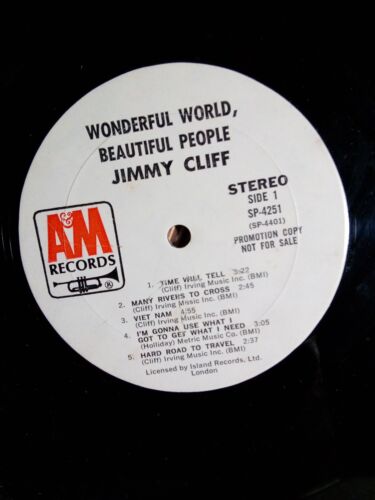 WONDERFUL WORLD,
BEAUTIFUL PEOPLE
JIMMY CLIFF
STEREO
SIDE 1
SP-4251
(SP-4401)
PROMOTION COPY
NOT FOR SALE
A&M
RECORDS
®
1. TIME WILL TELL 3:22
(Cliff) Irving Music Inc. (BMI)
2. MANY RIVERS TO CROSS 2:45
(Cliff) Irving Music Inc. (BMI)
3. VIET NAM 4:55
(Cliff) Irving Music Inc. (BMI)
4. I'M GONNA USE WHAT I
GOT TO GET WHAT I NEED 3:05
(Holliday) Metric Music Co. (BMI)
5. HARD ROAD TO TRAVEL 2:37
(Cliff) Irving Music Inc. (BMI)
Licensed by Island Records, Ltd.
London